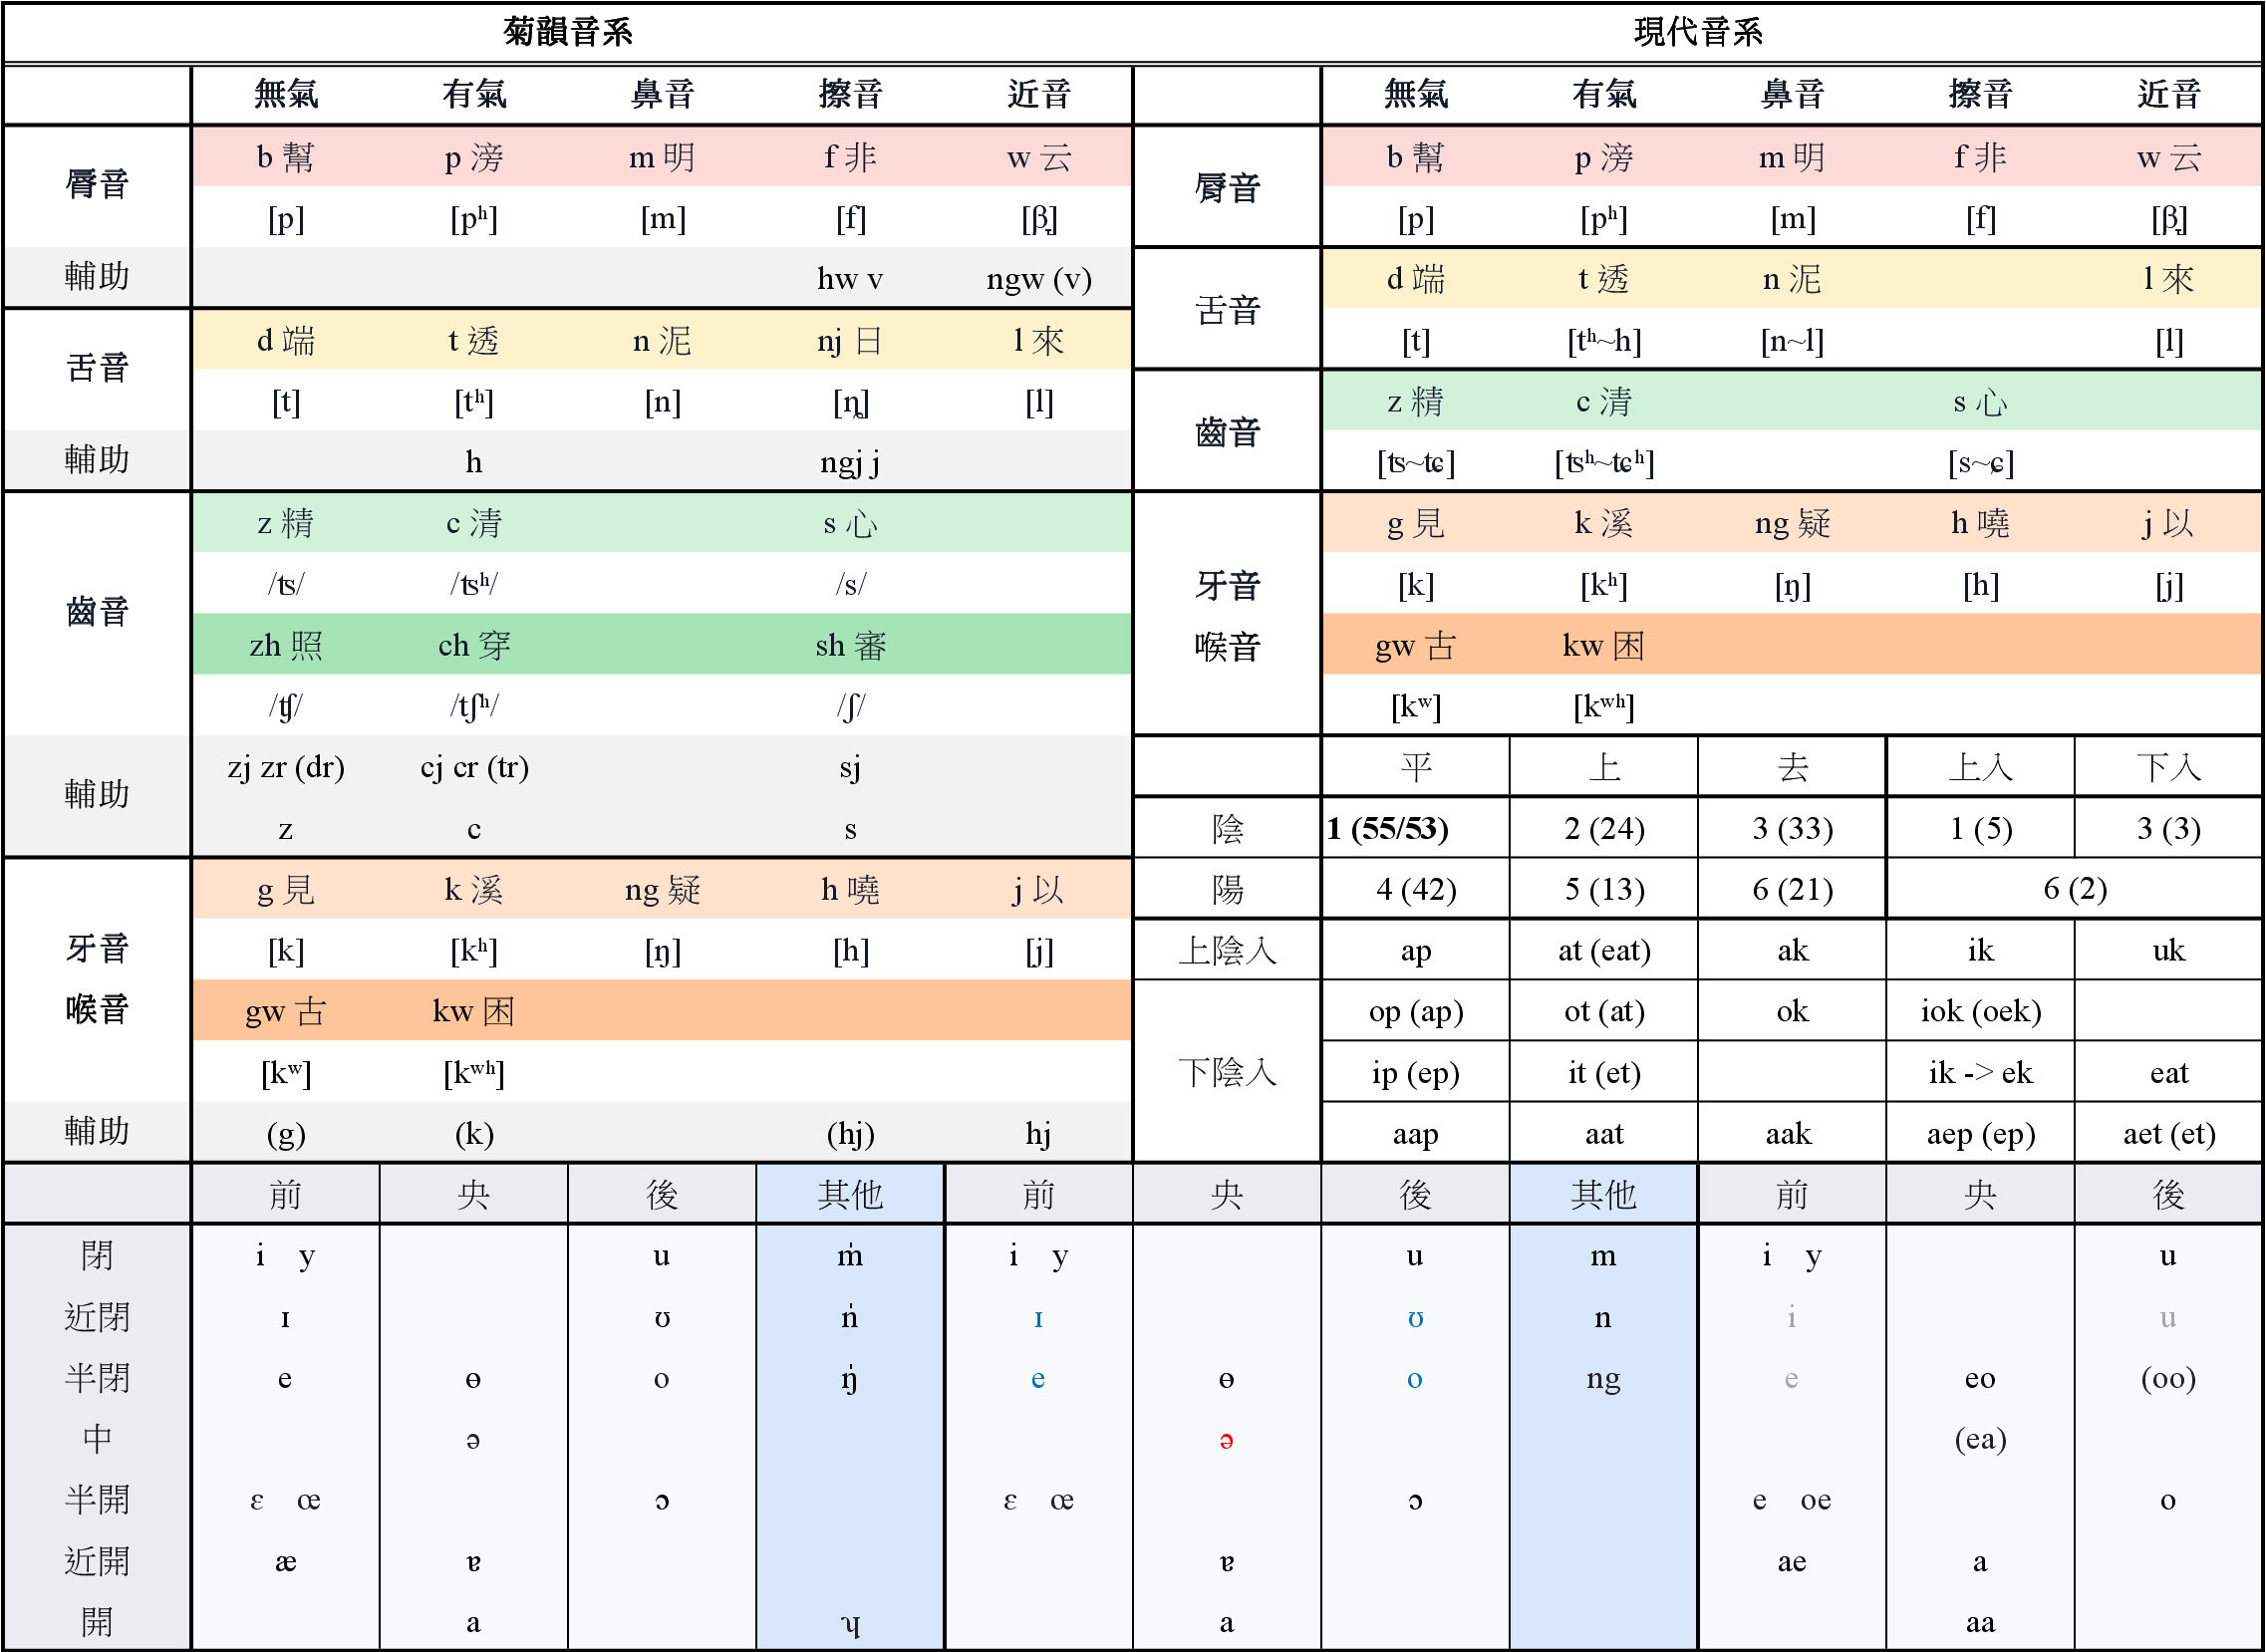 菊韻音系 現代音系
無氣 有氣 鼻音 擦音 近音 無氣 有氣 鼻音 擦音 近音
脣音 b 幫 p 滂 m 明 f 非 w 云 脣音 b 幫 p 滂 m 明 f 非 w 云
[p] [pʰ] [m] [f] [β̞] [p] [pʰ] [m] [f] [β̞]
輔助 hw v ngw (v) 舌音 d 端 t 透 n 泥 l 來
舌音 d 端 t 透 n 泥 nj 日 l 來 [t] [tʰ~h] [n~l] [l]
[t] [tʰ] [n] [l] 齒音 z 精 c 清 s 心
輔助 h ngj j [ʦ~ʨ] [ʦʰ~ʨʰ] [s~ɕ]
齒音 z 精 c 清 s 心 牙音 喉音 g 見 k 溪 ng 疑 h 嘵 j 以
/ʦ/ /ʦʰ/ /s/ [k] [kʰ] [ŋ] [h] [j]
zh 照 ch 穿 sh 審 gw 古 kw 困
/ʧ/ /tʃʰ/ /ʃ/ [kʷ] [kʷʰ]
輔助 zj zr (dr) cj cr (tr) sj 平 上 去 上入 下入
z c s 陰 1 (55/53) 2 (24) 3 (33) 1 (5) 3 (3)
牙音 喉音 g 見 k 溪 ng 疑 h 嘵 j 以 陽 4 (42) 5 (13) 6 (21) 6 (2)
[k] [kʰ] [ŋ] [h] [j] 上陰入 ap at (eat) ak ik uk
gw 古 kw 困 下陰入 op (ap) ot (at) ok iok (oek)
[kʷ] [kʷʰ] ip (ep) it (et) ik -> ek eat
輔助 (g) (k) (hj) hj aap aat aak aep (ep) aet (et)
前 央 後 其他 前 央 後 其他 前 央 後
閉 i y u m̍ i y u m i y u
近閉 ɪ ʊ n̍ ɪ ʊ n i u
半閉 e ɵ o ŋ̍ e ɵ o ng e eo (oo)
中 ə ə (ea)
半開 ɛ œ ɔ ɛ œ ɔ e oe o
近開 æ ɐ ɐ ae a
開 a ʮ a aa